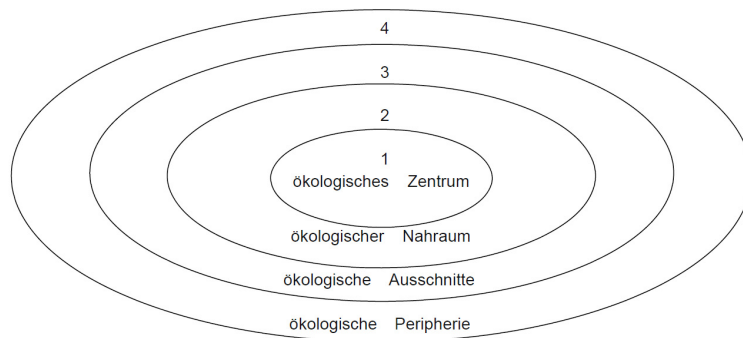 4
3
2
1
ökologisches Zentrum
ökologischer Nahraum
ökologische Ausschnitte
ökologische Peripherie